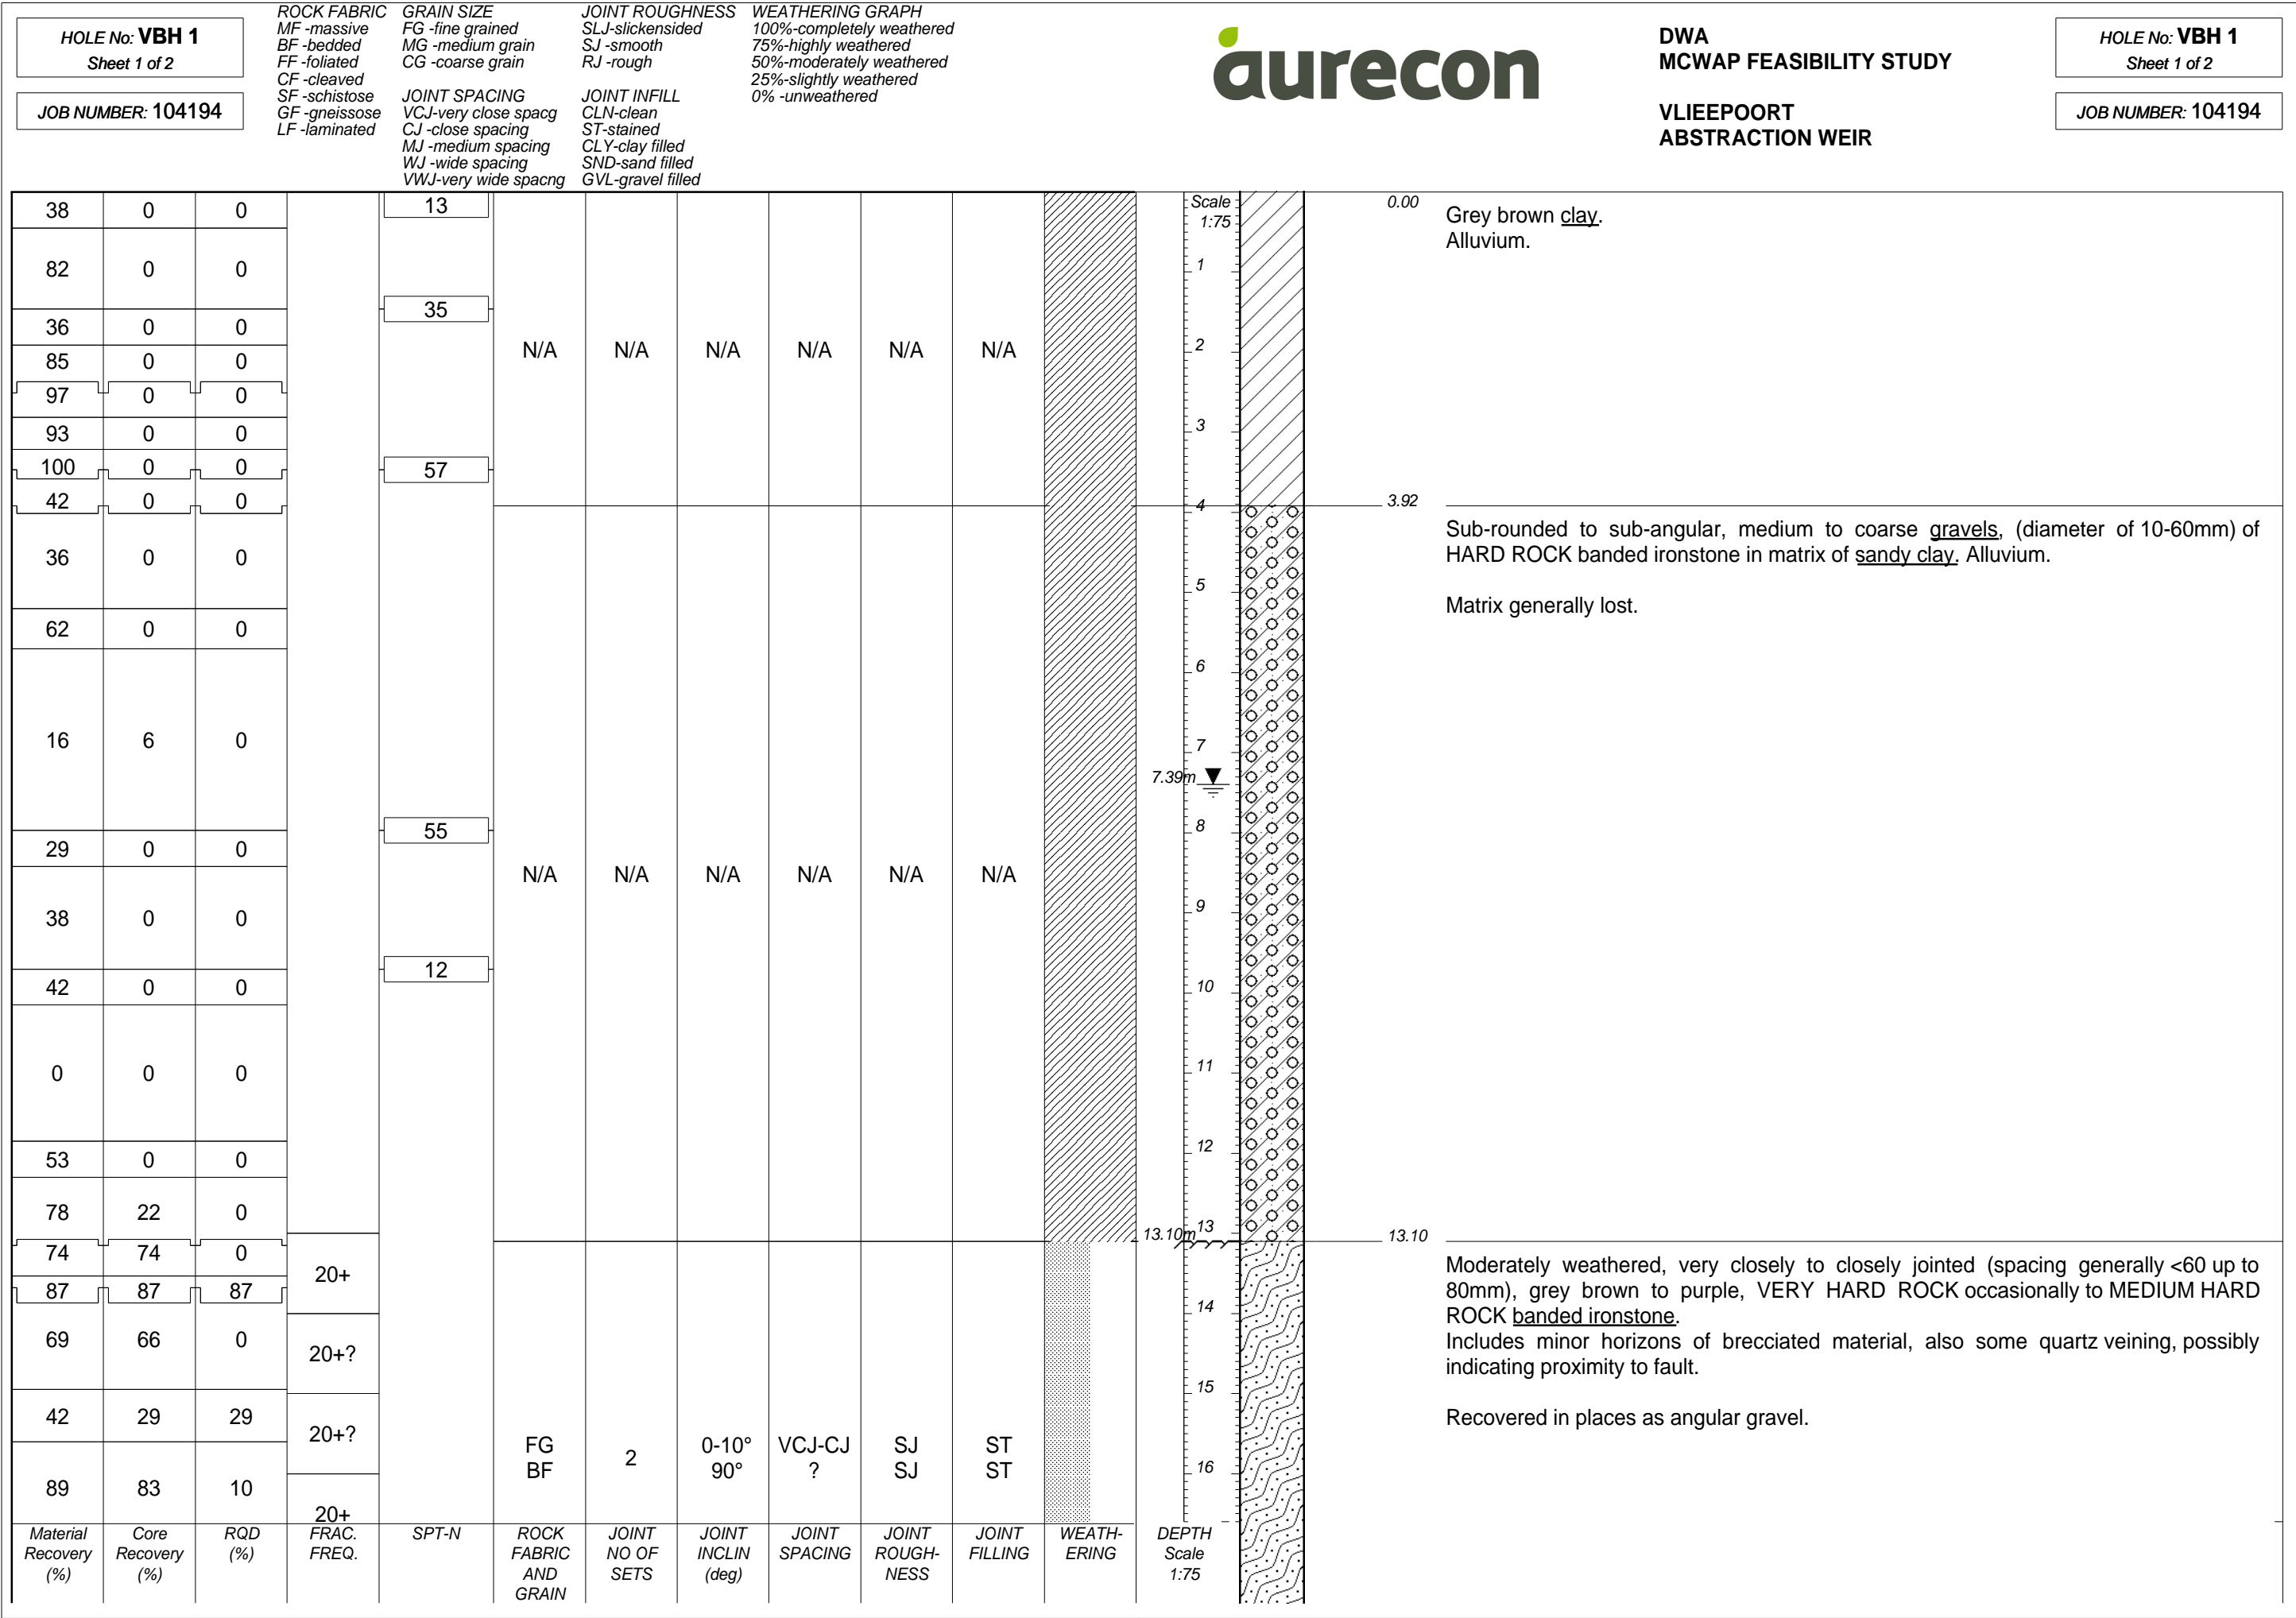 HOLE No: VBH 1
Sheet 1 of 2
JOB NUMBER: 104194
ROCK FABRIC
MF -massive
BF -bedded
FF -foliated
CF -cleaved
SF -schistose
GF -gneissose
LF -laminated
GRAIN SIZE
FG -fine grained
MG -medium grain
CG -coarse grain
JOINT SPACING
VCJ-very close spacg
CJ -close spacing
MJ -medium spacing
WJ -wide spacing
VWJ-very wide spacng
JOINT ROUGHNESS
SLJ-slickensided
SJ -smooth
RJ -rough
JOINT INFILL
CLN-clean
ST-stained
CLY-clay filled
SND-sand filled
GVL-gravel filled
WEATHERING GRAPH
100%-completely weathered
75%-highly weathered
50%-moderately weathered
25%-slightly weathered
0% -unweathered
aurecon
DWA
MCWAP FEASIBILITY STUDY
VLIEEPOORT
ABSTRACTION WEIR
HOLE No: VBH 1
Sheet 1 of 2
JOB NUMBER: 104194
38 0 0 13
82 0 0
35
36 0 0
N/A N/A N/A N/A N/A N/A
85 0 0
97 0 0
93 0 0
100 0 0 57
42 0 0
36 0 0
62 0 0
16 6 0
55
29 0 0
N/A N/A N/A N/A N/A N/A
38 0 0
12
42 0 0
0 0 0
53 0 0
78 22 0
74 74 0
20+
87 87 87
69 66 0
20+?
42 29 29
20+?
FG 2 0-10° VCJ-CJ SJ ST
BF 90° ? SJ ST
89 83 10
20+
Scale
1:75
1
2
3
4
5
6
7
7.39m
8
9
10
11
12
13
13.10m
14
15
16
0.00
Grey brown clay.
Alluvium.
3.92
Sub-rounded to sub-angular, medium to coarse gravels, (diameter of 10-60mm) of
HARD ROCK banded ironstone in matrix of sandy clay. Alluvium.
Matrix generally lost.
13.10
Moderately weathered, very closely to closely jointed (spacing generally <60 up to
80mm), grey brown to purple, VERY HARD ROCK occasionally to MEDIUM HARD
ROCK banded ironstone.
Includes minor horizons of brecciated material, also some quartz veining, possibly
indicating proximity to fault.
Recovered in places as angular gravel.
Material
Recovery
(%)
Core
Recovery
(%)
RQD
(%)
FRAC.
FREQ.
SPT-N
ROCK
FABRIC
AND
GRAIN
JOINT
NO OF
SETS
JOINT
INCLIN
(deg)
JOINT
SPACING
JOINT
ROUGH-
NESS
JOINT
FILLING
WEATH-
ERING
DEPTH
Scale
1:75